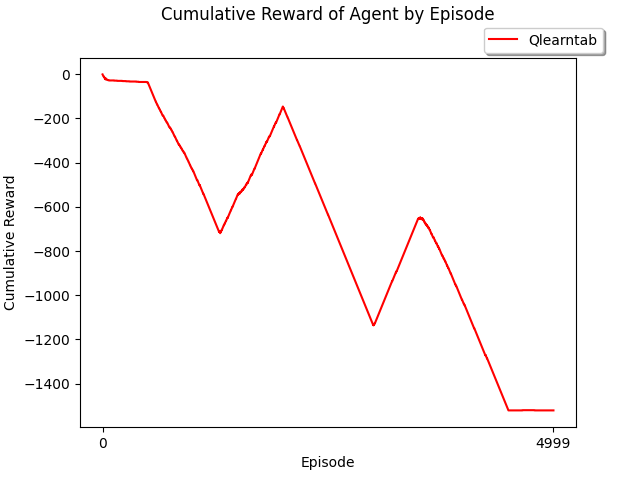 Cumulative Reward of Agent by Episode
Qlearntab
0
−200
−400
−600
−800
−1000
−1200
−1400
Cumulative Reward
0
4999
Episode